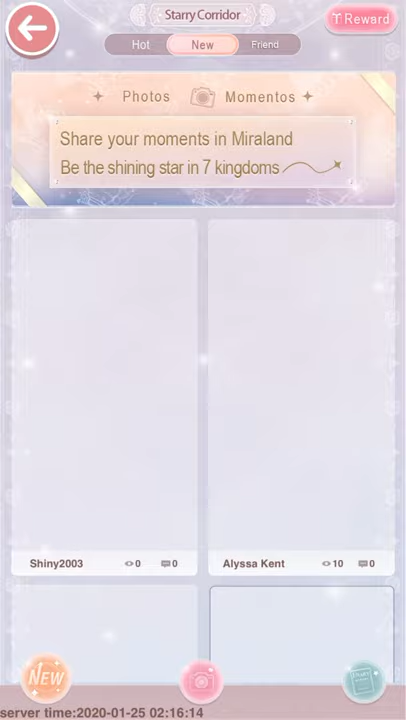 Starry Corridor
Reward
Hot
New
Friend
Photos
Momentos
Share your moments in Miraland
Be the shining star in 7 kingdoms
Shiny2003
0
0
Alyssa Kent
10
0
NEW
server time:2020-01-25 02:16:14